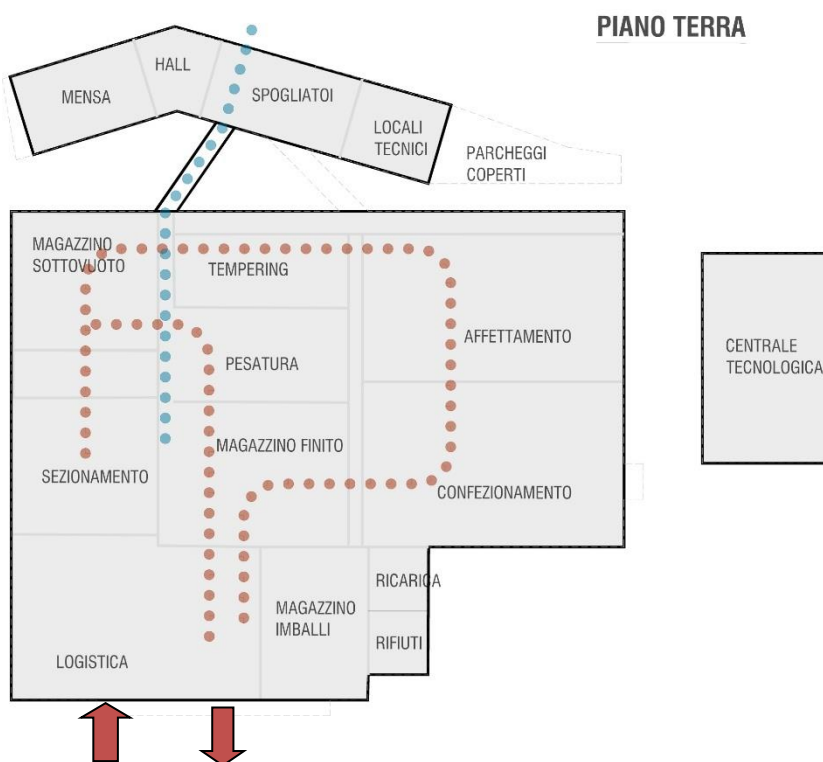 PIANO TERRA
HALL
MENSA
SPOGLIATOI
LOCALI
TECNICI
PARCHEGGI
COPERTI
MAGAZZINO
SOTTOVUOTO
TEMPERING
AFFETTAMENTO
CENTRALE
TECNOLOGICA
PESATURA
MAGAZZINO FINITO
SEZIONAMENTO
CONFEZIONAMENTO
RICARICA
MAGAZZINO
IMBALLI
RIFIUTI
LOGISTICA